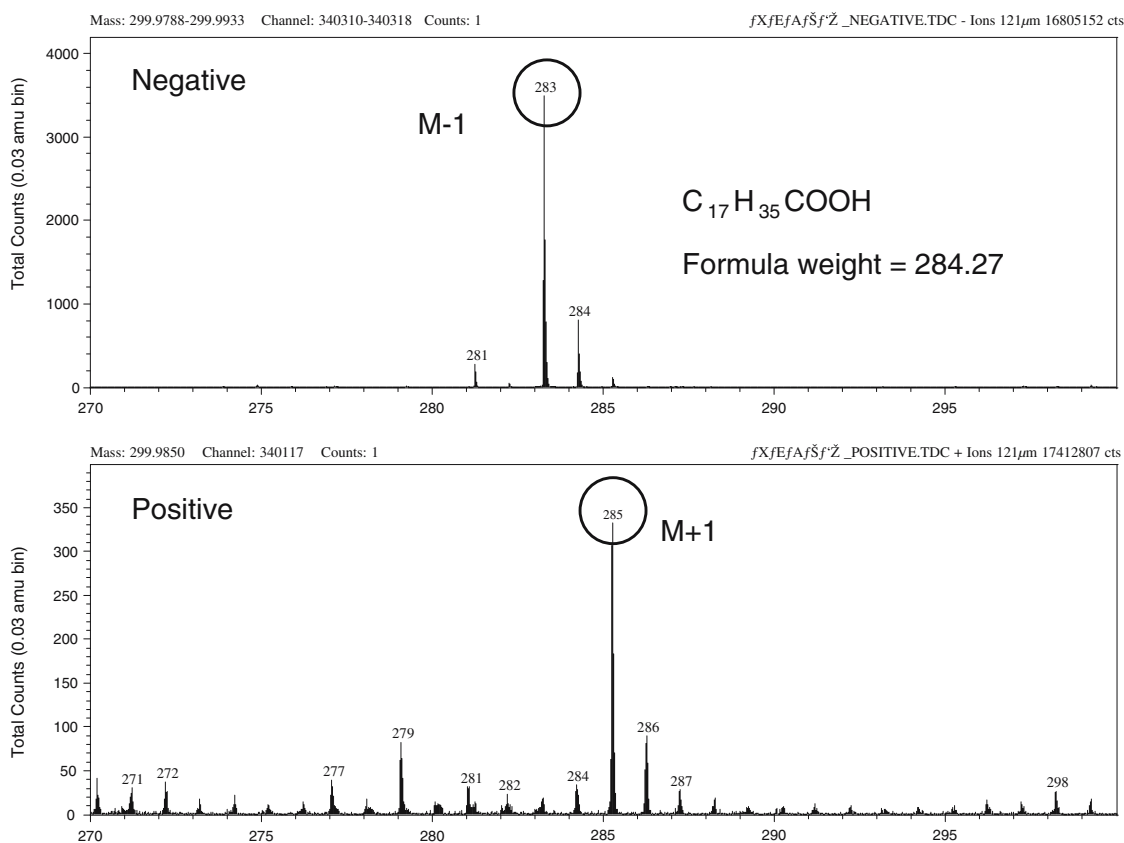 Mass: 299.9788-299.9933 Channel: 340310-340318 Counts: 1 ƒXƒEƒAƒŠƒ‘Ž _NEGATIVE.TDC - Ions 121µm 16805152 cts
Total Counts (0.03 amu bin)
4000
3000
2000
1000
0
Negative
283
M-1
C17H35COOH
Formula weight = 284.27
284
281
270 275 280 285 290 295
Mass: 299.9850 Channel: 340117 Counts: 1 ƒXƒEƒAƒŠƒ‘Ž _POSITIVE.TDC + Ions 121µm 17412807 cts
Total Counts (0.03 amu bin)
350
300
250
200
150
100
50
0
Positive
285
M+1
271
272
277
279
281
282
284
286
287
298
270 275 280 285 290 295